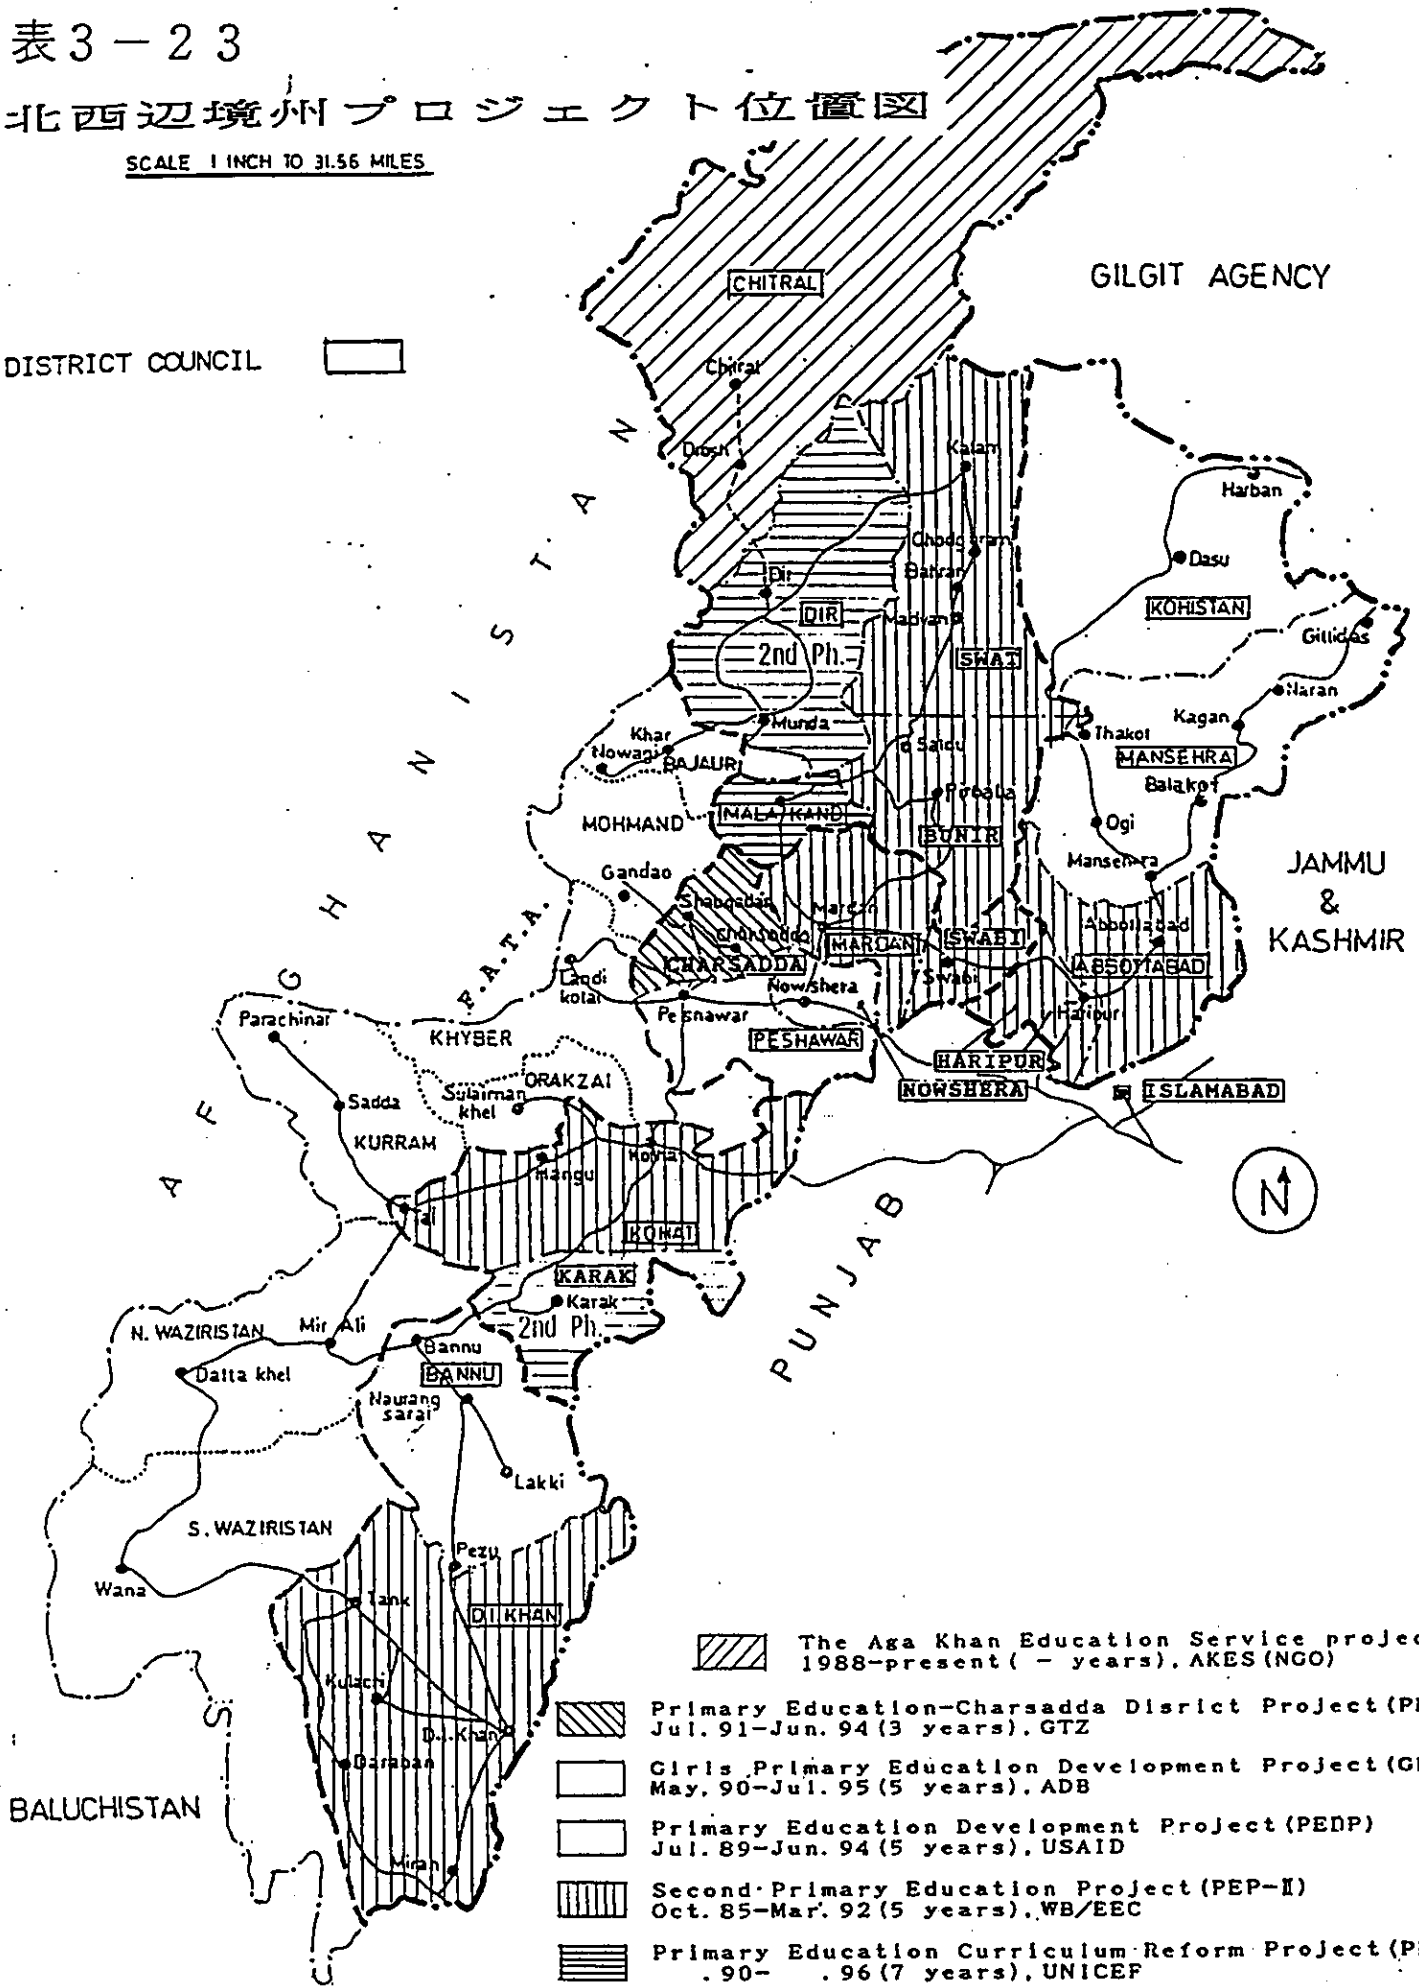 表3－23
北西辺境州プロジェクト位置図
SCALE 1 INCH TO 31.56 MILES
DISTRICT COUNCIL
GILGIT AGENCY
CHITRAL
Chitral
Drosh
Kalam
Harban
Dasu
KOHISTAN
Gillidas
Naran
Kagan
Thakot
MANSEHRA
Balakot
Ogi
Mansehra
JAMMU
&
KASHMIR
Dir
DIR
2nd Ph.
Bahran
Madyan
SWAT
Saidu
Munda
Khar
Nowagi
BAJAUR
MOHMAND
MALAKAND
BUNIR
Gandao
Shabqadar
Charsadda
CHARSADDA
Mardan
MARDAN
SWABI
Swabi
Abbottabad
ABBOTTABAD
Haripur
Landi
kotal
Nowshera
Peshawar
PESHAWAR
HARIPUR
NOWSHERA
ISLAMABAD
AFGHANISTAN
F.A.T.A.
Parachinar
KHYBER
ORAKZAI
Sulaiman
khel
Sadda
KURRAM
Hangu
Kohat
KOHAT
KARAK
Karak
2nd Ph.
PUNJAB
N
N. WAZIRISTAN
Mir Ali
Bannu
BANNU
Datta khel
Naurang
sarai
Lakki
S. WAZIRISTAN
Pezu
Wana
Tank
D.I.KHAN
Kulachi
D.I. Khan
Daraban
Miran
BALUCHISTAN
The Aga Khan Education Service projec
1988-present( - years), AKES(NGO)
Primary Education-Charsadda Disrict Project(P
Jul. 91-Jun. 94(3 years), GTZ
Girls Primary Education Development Project(G
May, 90-Jul. 95(5 years), ADB
Primary Education Development Project(PEDP)
Jul. 89-Jun. 94(5 years), USAID
Second Primary Education Project(PEP-Ⅱ)
Oct. 85-Mar. 92(5 years), WB/EEC
Primary Education Curriculum Reform Project(P
.90- .96(7 years), UNICEF